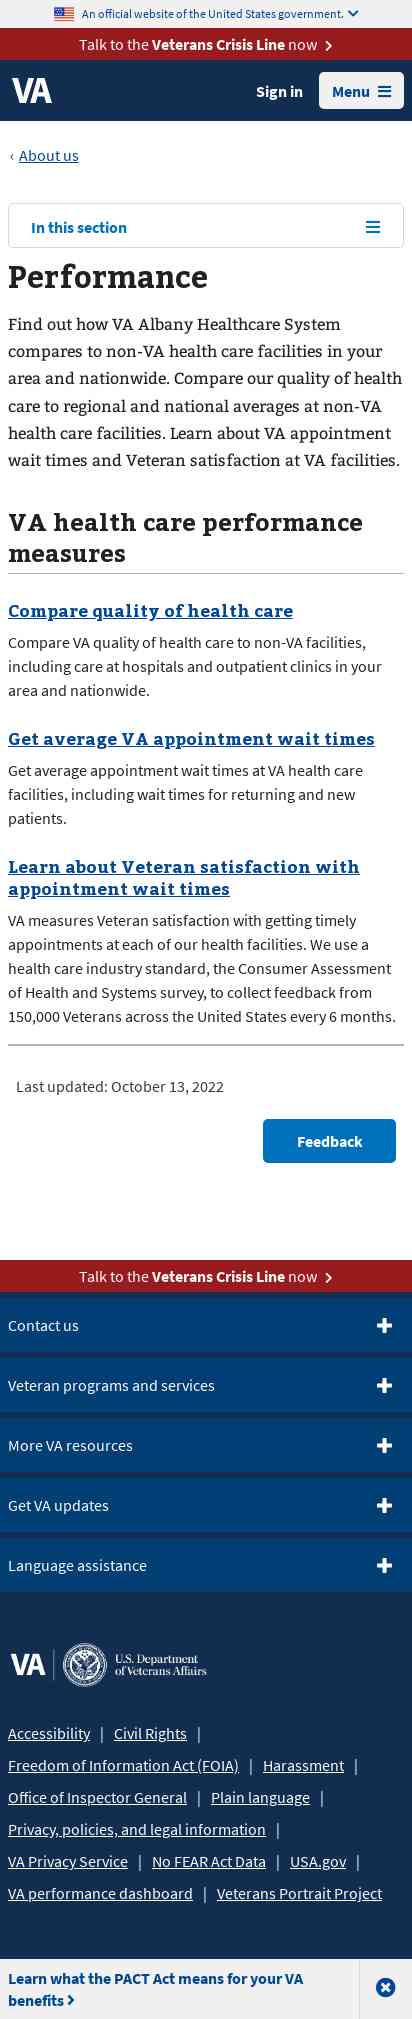 An official website of the United States government.
Talk to the Veterans Crisis Line now
VA
Sign in
Menu
‹ About us
In this section
Performance
Find out how VA Albany Healthcare System
compares to non-VA health care facilities in your
area and nationwide. Compare our quality of health
care to regional and national averages at non-VA
health care facilities. Learn about VA appointment
wait times and Veteran satisfaction at VA facilities.
VA health care performance
measures
Compare quality of health care
Compare VA quality of health care to non-VA facilities,
including care at hospitals and outpatient clinics in your
area and nationwide.
Get average VA appointment wait times
Get average appointment wait times at VA health care
facilities, including wait times for returning and new
patients.
Learn about Veteran satisfaction with
appointment wait times
VA measures Veteran satisfaction with getting timely
appointments at each of our health facilities. We use a
health care industry standard, the Consumer Assessment
of Health and Systems survey, to collect feedback from
150,000 Veterans across the United States every 6 months.
Last updated: October 13, 2022
Feedback
Talk to the Veterans Crisis Line now
Contact us
Veteran programs and services
More VA resources
Get VA updates
Language assistance
VA
U.S. Department
of Veterans Affairs
Accessibility | Civil Rights |
Freedom of Information Act (FOIA) | Harassment |
Office of Inspector General | Plain language |
Privacy, policies, and legal information |
VA Privacy Service | No FEAR Act Data | USA.gov |
VA performance dashboard | Veterans Portrait Project
Learn what the PACT Act means for your VA
benefits